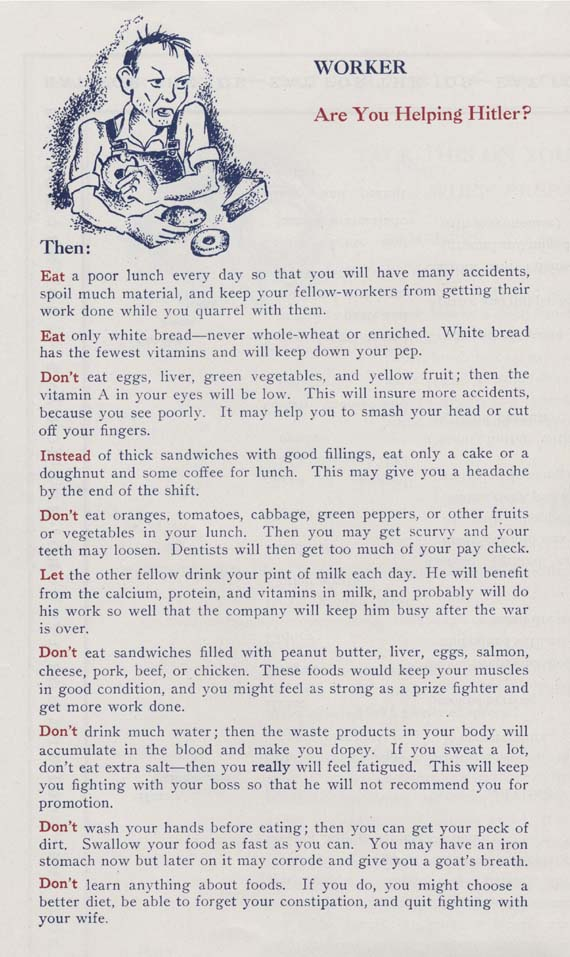 WORKER
Are You Helping Hitler?
Then:
Eat a poor lunch every day so that you will have many accidents,
spoil much material, and keep your fellow-workers from getting their
work done while you quarrel with them.
Eat only white bread—never whole-wheat or enriched. White bread
has the fewest vitamins and will keep down your pep.
Don't eat eggs, liver, green vegetables, and yellow fruit; then the
vitamin A in your eyes will be low. This will insure more accidents,
because you see poorly. It may help you to smash your head or cut
off your fingers.
Instead of thick sandwiches with good fillings, eat only a cake or a
doughnut and some coffee for lunch. This may give you a headache
by the end of the shift.
Don't eat oranges, tomatoes, cabbage, green peppers, or other fruits
or vegetables in your lunch. Then you may get scurvy and your
teeth may loosen. Dentists will then get too much of your pay check.
Let the other fellow drink your pint of milk each day. He will benefit
from the calcium, protein, and vitamins in milk, and probably will do
his work so well that the company will keep him busy after the war
is over.
Don't eat sandwiches filled with peanut butter, liver, eggs, salmon,
cheese, pork, beef, or chicken. These foods would keep your muscles
in good condition, and you might feel as strong as a prize fighter and
get more work done.
Don't drink much water; then the waste products in your body will
accumulate in the blood and make you dopey. If you sweat a lot,
don't eat extra salt—then you really will feel fatigued. This will keep
you fighting with your boss so that he will not recommend you for
promotion.
Don't wash your hands before eating; then you can get your peck of
dirt. Swallow your food as fast as you can. You may have an iron
stomach now but later on it may corrode and give you a goat's breath.
Don't learn anything about foods. If you do, you might choose a
better diet, be able to forget your constipation, and quit fighting with
your wife.